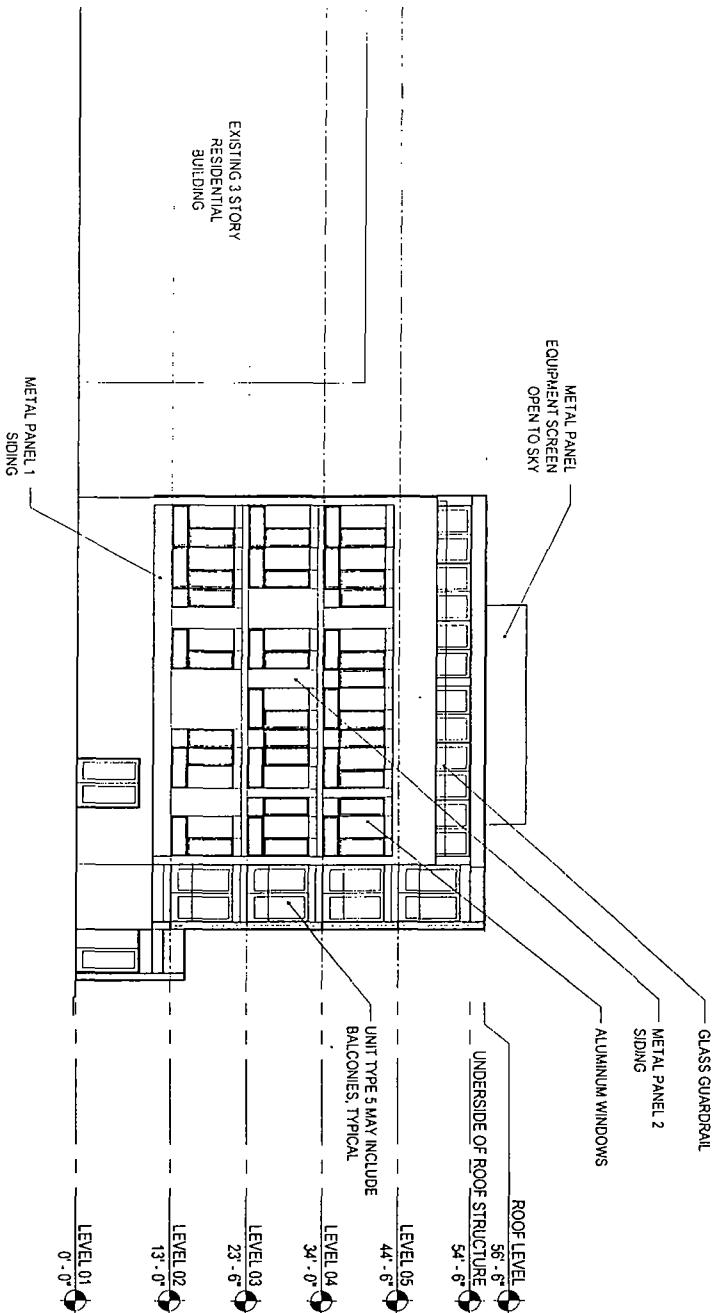 GLASS GUARDRAIL
METAL PANEL 2
SIDING
ALUMINUM WINDOWS
METAL PANEL
EQUIPMENT SCREEN
OPEN TO SKY
UNIT TYPE 5 MAY INCLUDE
BALCONIES, TYPICAL
EXISTING 3 STORY
RESIDENTIAL
BUILDING
METAL PANEL 1
SIDING
ROOF LEVEL
56' - 6"
UNDERSIDE OF ROOF STRUCTURE
54' - 6"
LEVEL 05
44' - 6"
LEVEL 04
34' - 0"
LEVEL 03
23' - 6"
LEVEL 02
13' - 0"
LEVEL 01
0' - 0"